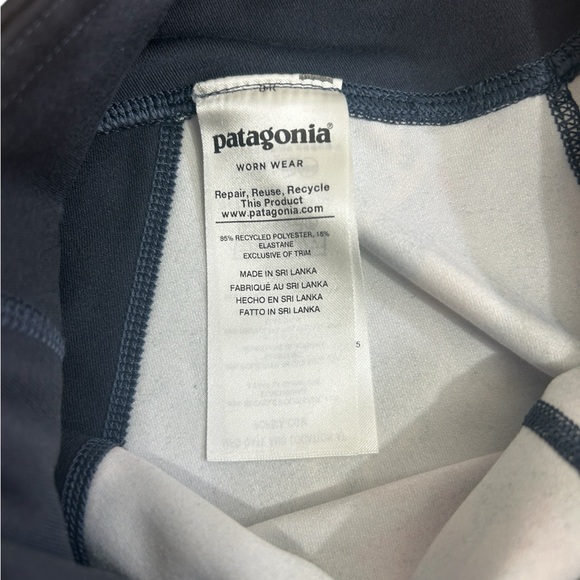 patagonia®
WORN WEAR
Repair, Reuse, Recycle
This Product
www.patagonia.com
85% RECYCLED POLYESTER, 15%
ELASTANE
EXCLUSIVE OF TRIM
MADE IN SRI LANKA
FABRIQUÉ AU SRI LANKA
HECHO EN SRI LANKA
FATTO IN SRI LANKA
5